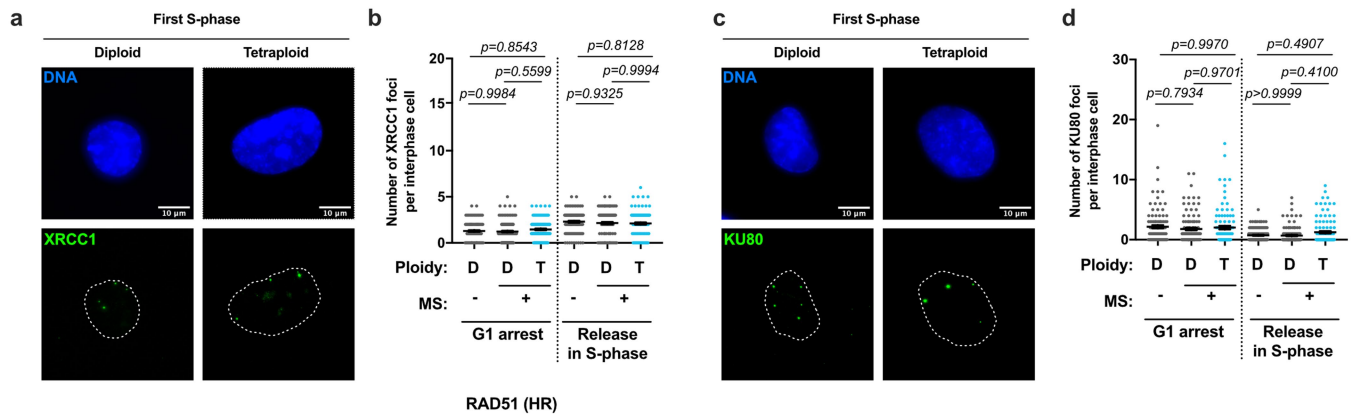 a
First S-phase
Diploid
Tetraploid
DNA
10 µm
10 µm
XRCC1
b
Number of XRCC1 foci
per interphase cell
20
15
15
10
5
0
p=0.8543
p=0.5599
p=0.9984
p=0.8128
p=0.9994
p=0.9325
Ploidy: D D T D D T
MS: - + - +
G1 arrest
Release
in S-phase
c
First S-phase
Diploid
Tetraploid
DNA
10 µm
10 µm
KU80
d
Number of KU80 foci
per interphase cell
30
20
10
0
p=0.9970
p=0.9701
p=0.7934
p=0.4907
p=0.4100
p>0.9999
Ploidy: D D T D D T
MS: - + - +
G1 arrest
Release
in S-phase
RAD51 (HR)